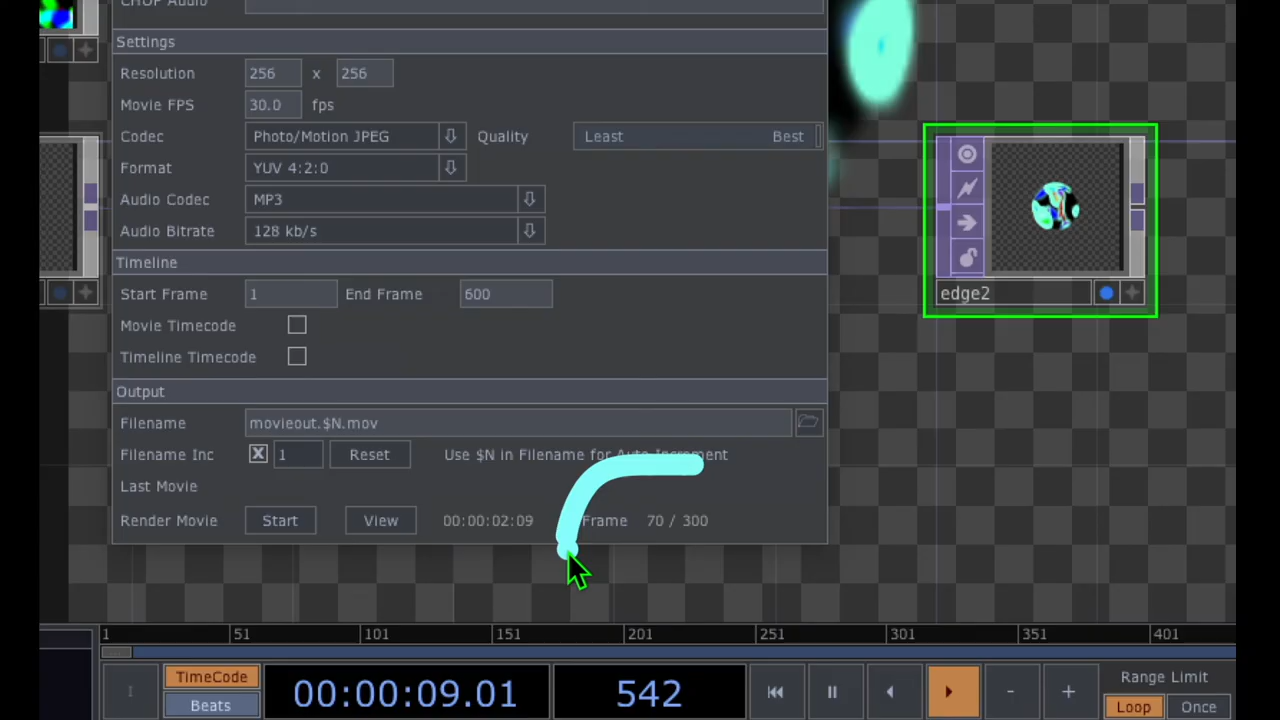 CHOP Audio
Settings
Resolution 256 x 256
Movie FPS 30.0 fps
Codec Photo/Motion JPEG Quality Least Best
Format YUV 4:2:0
Audio Codec MP3
Audio Bitrate 128 kb/s
Timeline
Start Frame 1 End Frame 600
Movie Timecode
Timeline Timecode
edge2
Output
Filename movieout.$N.mov
Filename Inc X 1 Reset Use $N in Filename for Auto Increment
Last Movie
Render Movie Start View 00:00:02:09 Frame 70 / 300
1 51 101 151 201 251 301 351 401
I TimeCode 00:00:09.01 542 - + Range Limit
Beats Loop Once